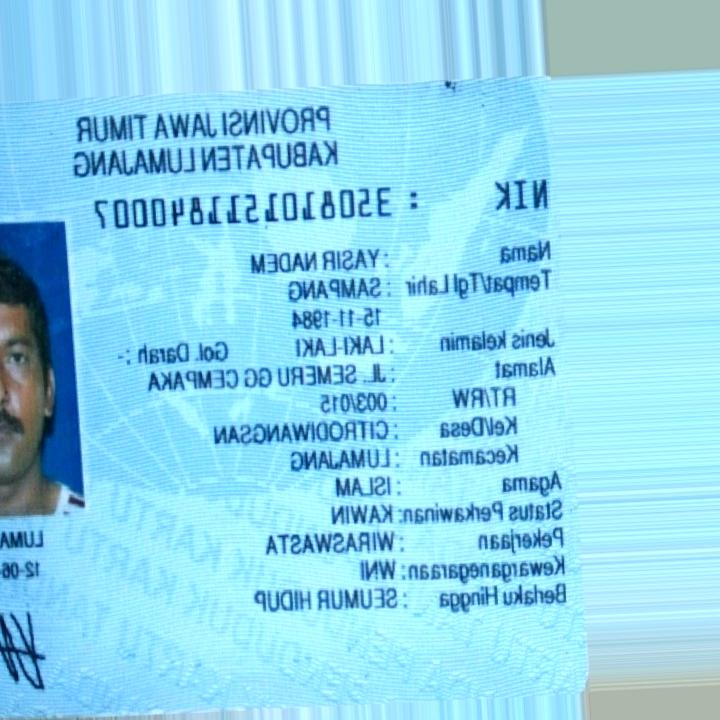 PROVINSI JAWA TIMUR
KABUPATEN LUMAJANG
NIK : 3508101511840007
Nama : YASIR NADEM
Tempat/Tgl Lahir : SAMPANG
15-11-1984
Jenis kelamin : LAKI-LAKI Gol. Darah : -
Alamat : JL. SEMERU GG CEMPAKA
RT/RW : 003/015
Kel/Desa : CITRODIWANGSAN
Kecamatan : LUMAJANG
Agama : ISLAM
Status Perkawinan: KAWIN
Pekerjaan : WIRASWASTA
Kewarganegaraan: WNI
Berlaku Hingga : SEUMUR HIDUP
LUMA
12-06-